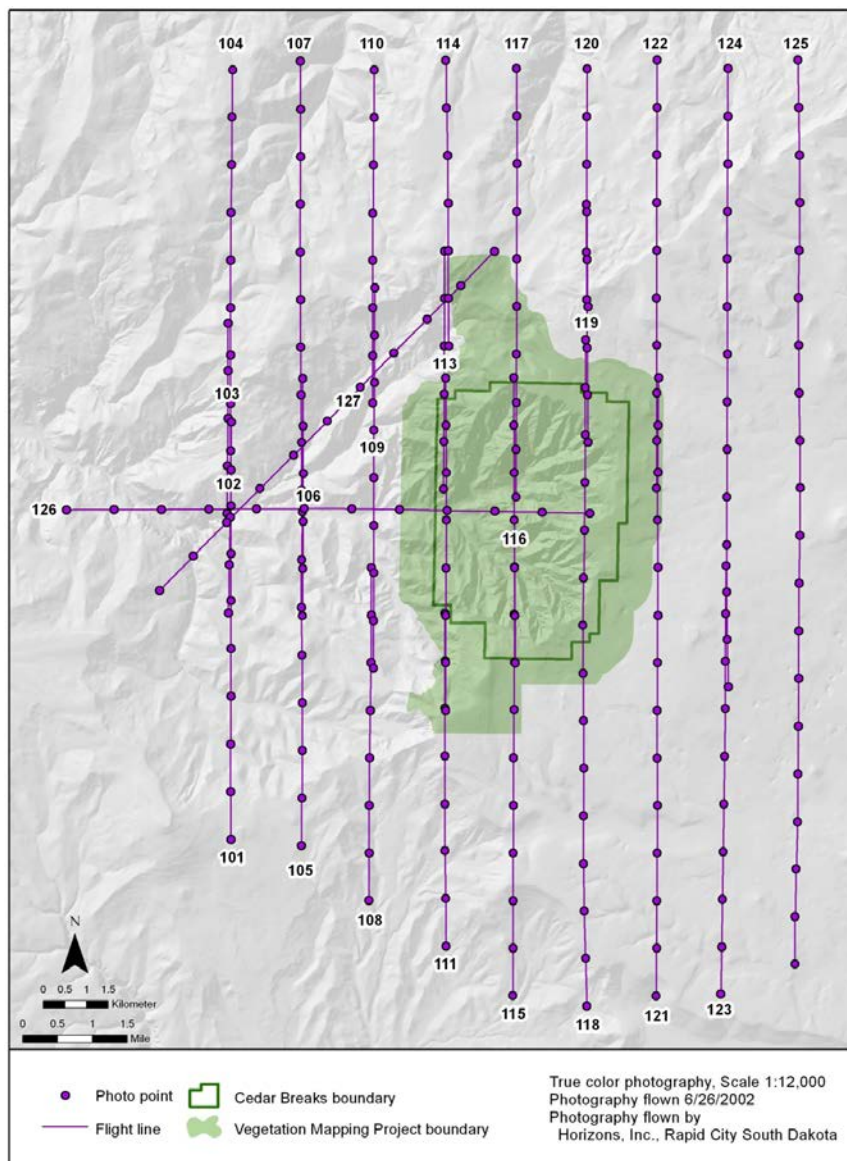 104 107 110 114 117 120 122 124 125
119
113
127
103
109
102
106
126
116
101
105
108
111
115 118 121 123
N
0 0.5 1 1.5
Kilometer
0 0.5 1 1.5
Mile
Photo point
Cedar Breaks boundary
Flight line
Vegetation Mapping Project boundary
True color photography, Scale 1:12,000
Photography flown 6/26/2002
Photography flown by
Horizons, Inc., Rapid City South Dakota